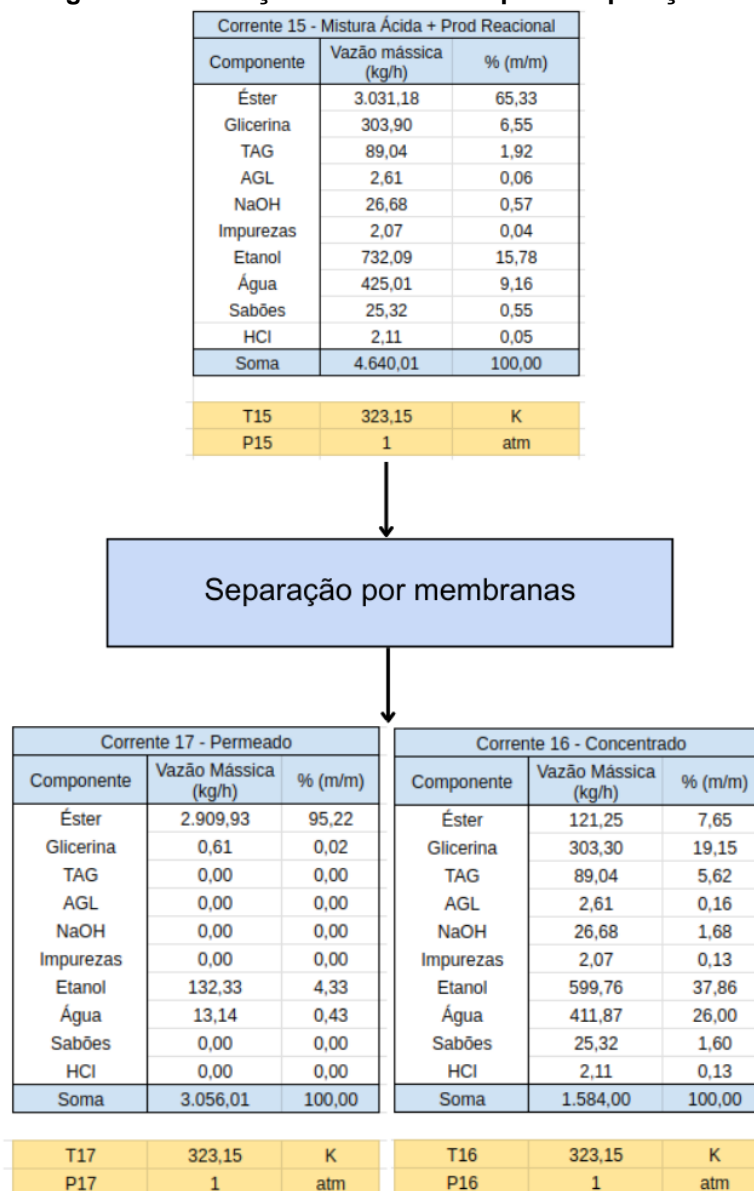 Corrente 15 - Mistura Ácida + Prod Reacional
Componente Vazão mássica (kg/h) % (m/m)
Éster 3.031,18 65,33
Glicerina 303,90 6,55
TAG 89,04 1,92
AGL 2,61 0,06
NaOH 26,68 0,57
Impurezas 2,07 0,04
Etanol 732,09 15,78
Água 425,01 9,16
Sabões 25,32 0,55
HCl 2,11 0,05
Soma 4.640,01 100,00
T15 323,15 K
P15 1 atm
Separação por membranas
Corrente 17 - Permeado
Componente Vazão Mássica (kg/h) % (m/m)
Éster 2.909,93 95,22
Glicerina 0,61 0,02
TAG 0,00 0,00
AGL 0,00 0,00
NaOH 0,00 0,00
Impurezas 0,00 0,00
Etanol 132,33 4,33
Água 13,14 0,43
Sabões 0,00 0,00
HCl 0,00 0,00
Soma 3.056,01 100,00
T17 323,15 K
P17 1 atm
Corrente 16 - Concentrado
Componente Vazão Mássica (kg/h) % (m/m)
Éster 121,25 7,65
Glicerina 303,30 19,15
TAG 89,04 5,62
AGL 2,61 0,16
NaOH 26,68 1,68
Impurezas 2,07 0,13
Etanol 599,76 37,86
Água 411,87 26,00
Sabões 25,32 1,60
HCl 2,11 0,13
Soma 1.584,00 100,00
T16 323,15 K
P16 1 atm